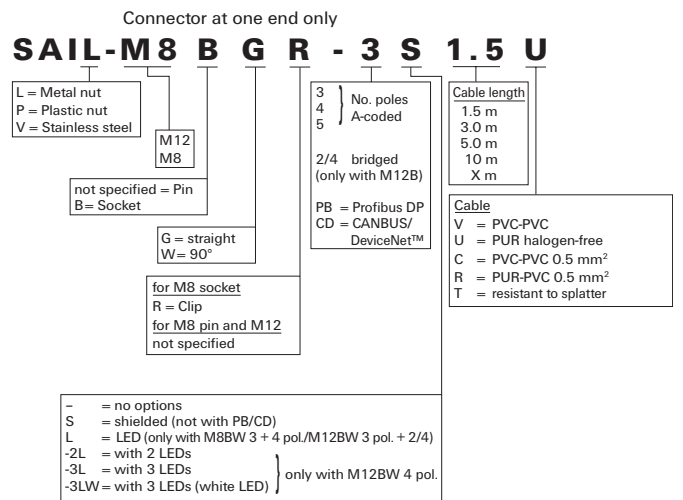 Connector at one end only
SAIL-M8 B G R - 3 S 1.5 U
L = Metal nut
P = Plastic nut
V = Stainless steel
M12
M8
not specified = Pin
B= Socket
G = straight
W= 90°
for M8 socket
R = Clip
for M8 pin and M12
not specified
3
4
5
} No. poles
A-coded
2/4 bridged
(only with M12B)
PB = Profibus DP
CD = CANBUS/
DeviceNet™
Cable length
1.5 m
3.0 m
5.0 m
10 m
X m
Cable
V = PVC-PVC
U = PUR halogen-free
C = PVC-PVC 0.5 mm²
R = PUR-PVC 0.5 mm²
T = resistant to splatter
– = no options
S = shielded (not with PB/CD)
L = LED (only with M8BW 3 + 4 pol./M12BW 3 pol. + 2/4)
-2L = with 2 LEDs
-3L = with 3 LEDs
-3LW = with 3 LEDs (white LED)
} only with M12BW 4 pol.